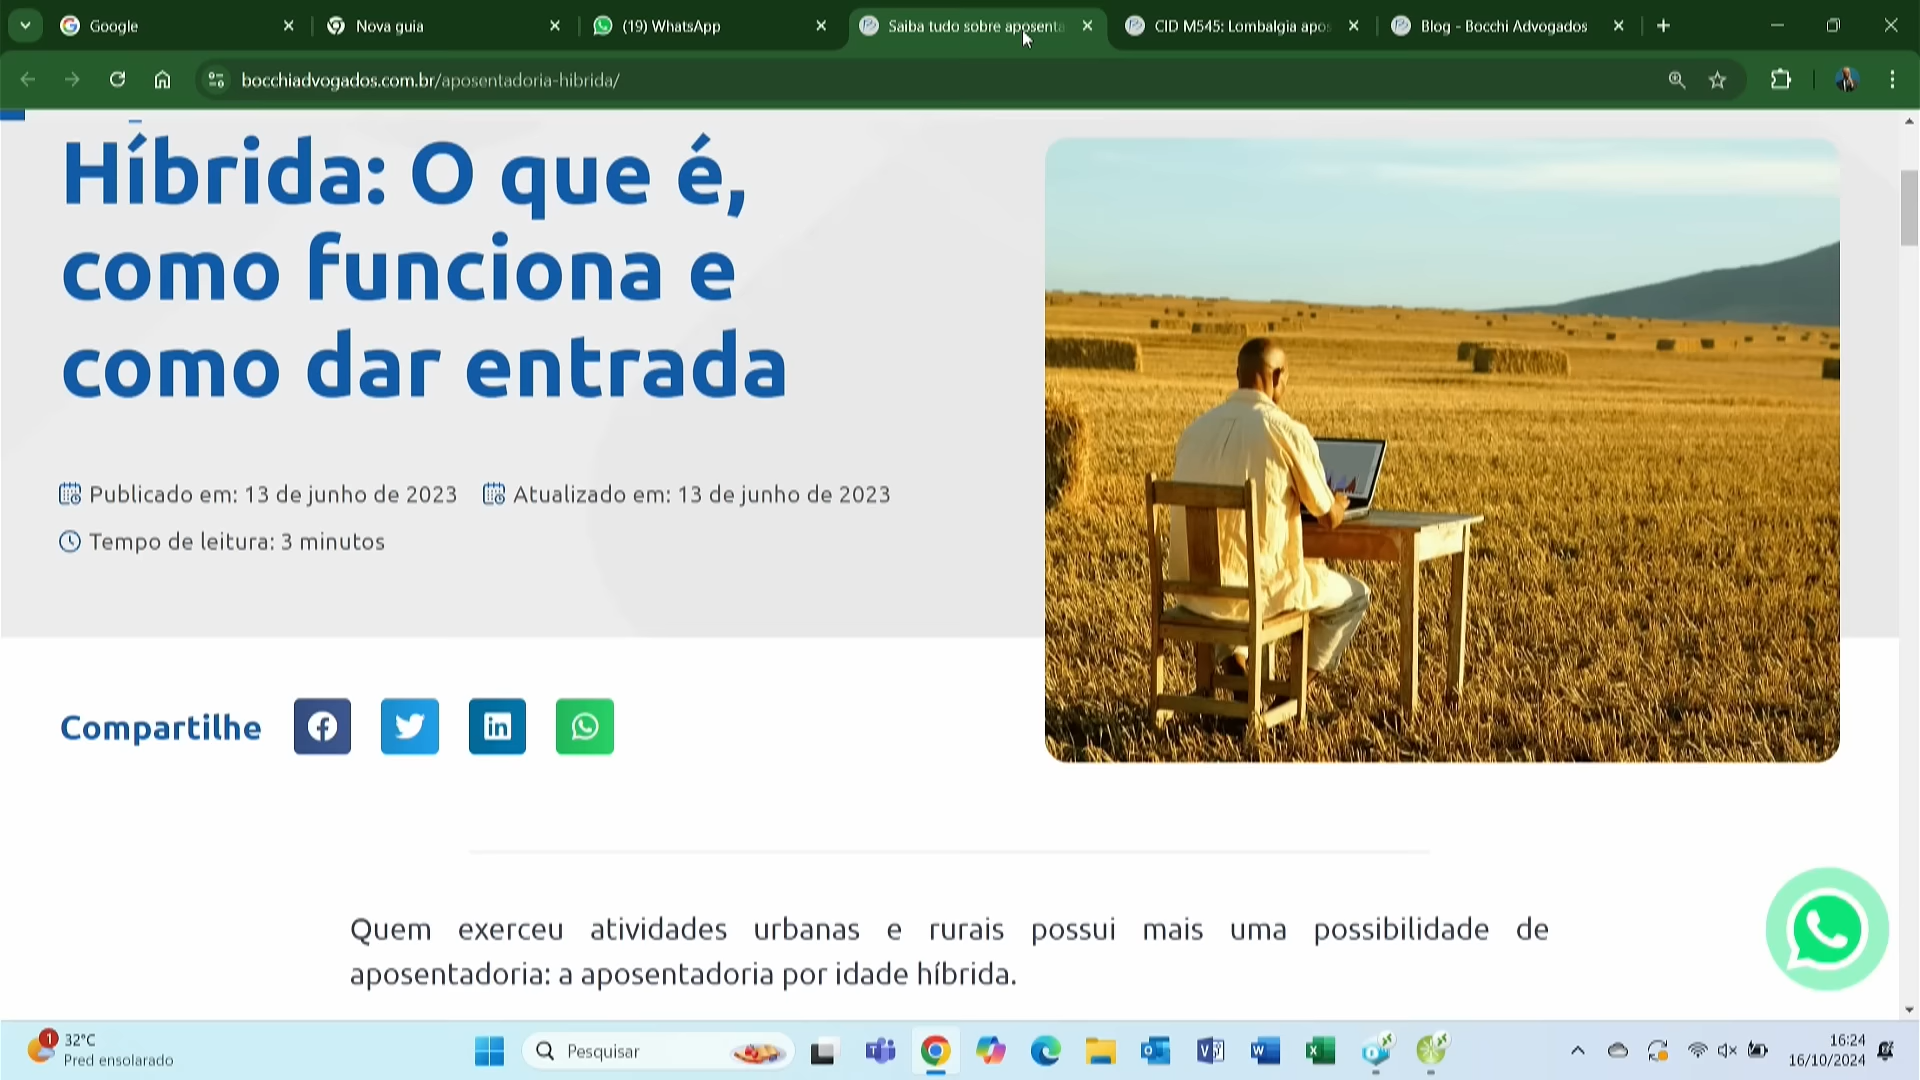 Google
Nova guia
(19) WhatsApp
Saiba tudo sobre aposenta
CID M545: Lombalgia apos
Blog - Bocchi Advogados
bocchiadvogados.com.br/aposentadoria-hibrida/
Híbrida: O que é,
como funciona e
como dar entrada
Publicado em: 13 de junho de 2023
Atualizado em: 13 de junho de 2023
Tempo de leitura: 3 minutos
Compartilhe
Quem exerceu atividades urbanas e rurais possui mais uma possibilidade de
aposentadoria: a aposentadoria por idade híbrida.
1
32°C
Pred ensolarado
Pesquisar
16:24
16/10/2024